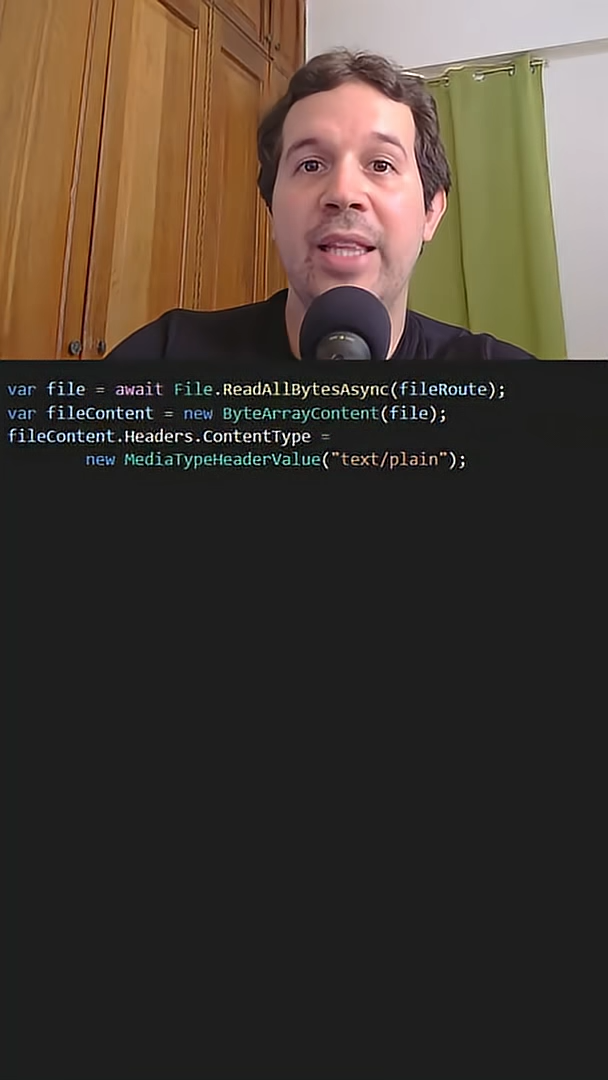 var file = await File.ReadAllBytesAsync(fileRoute);
var fileContent = new ByteArrayContent(file);
fileContent.Headers.ContentType =
new MediaTypeHeaderValue("text/plain");